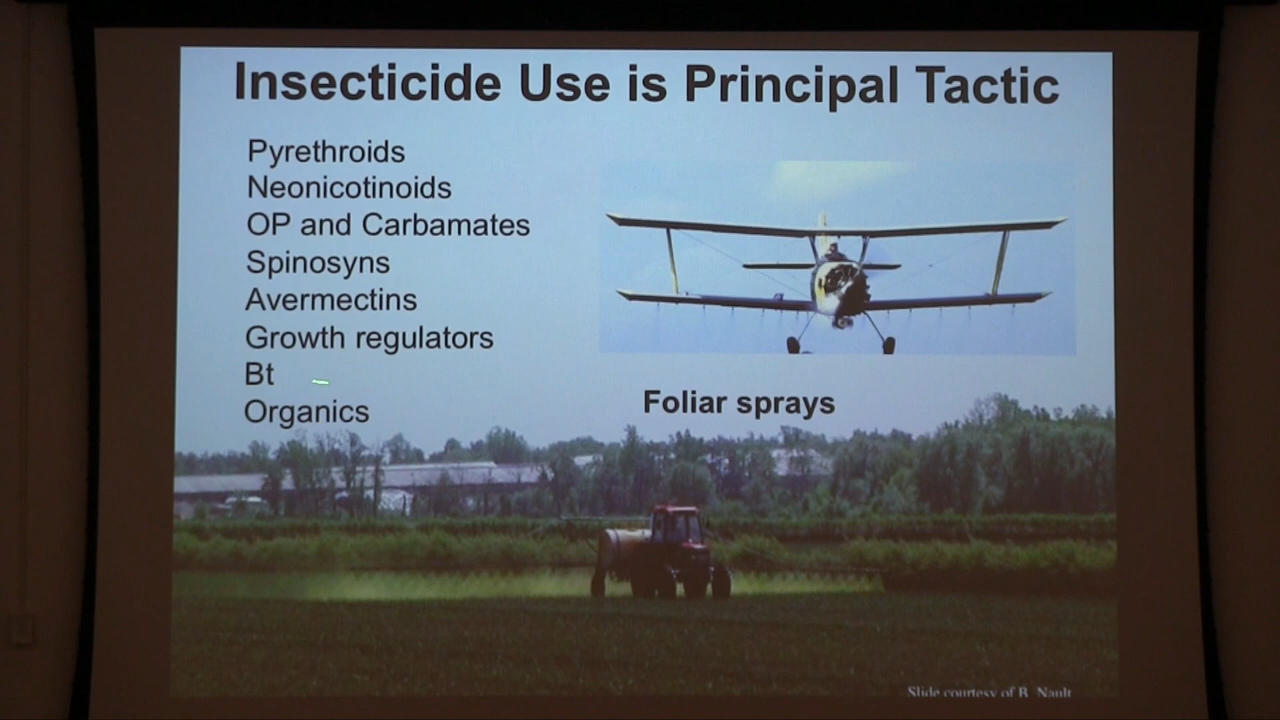 Insecticide Use is Principal Tactic
Pyrethroids
Neonicotinoids
OP and Carbamates
Spinosyns
Avermectins
Growth regulators
Bt
Organics
Foliar sprays
Slide courtesy of B. Nault